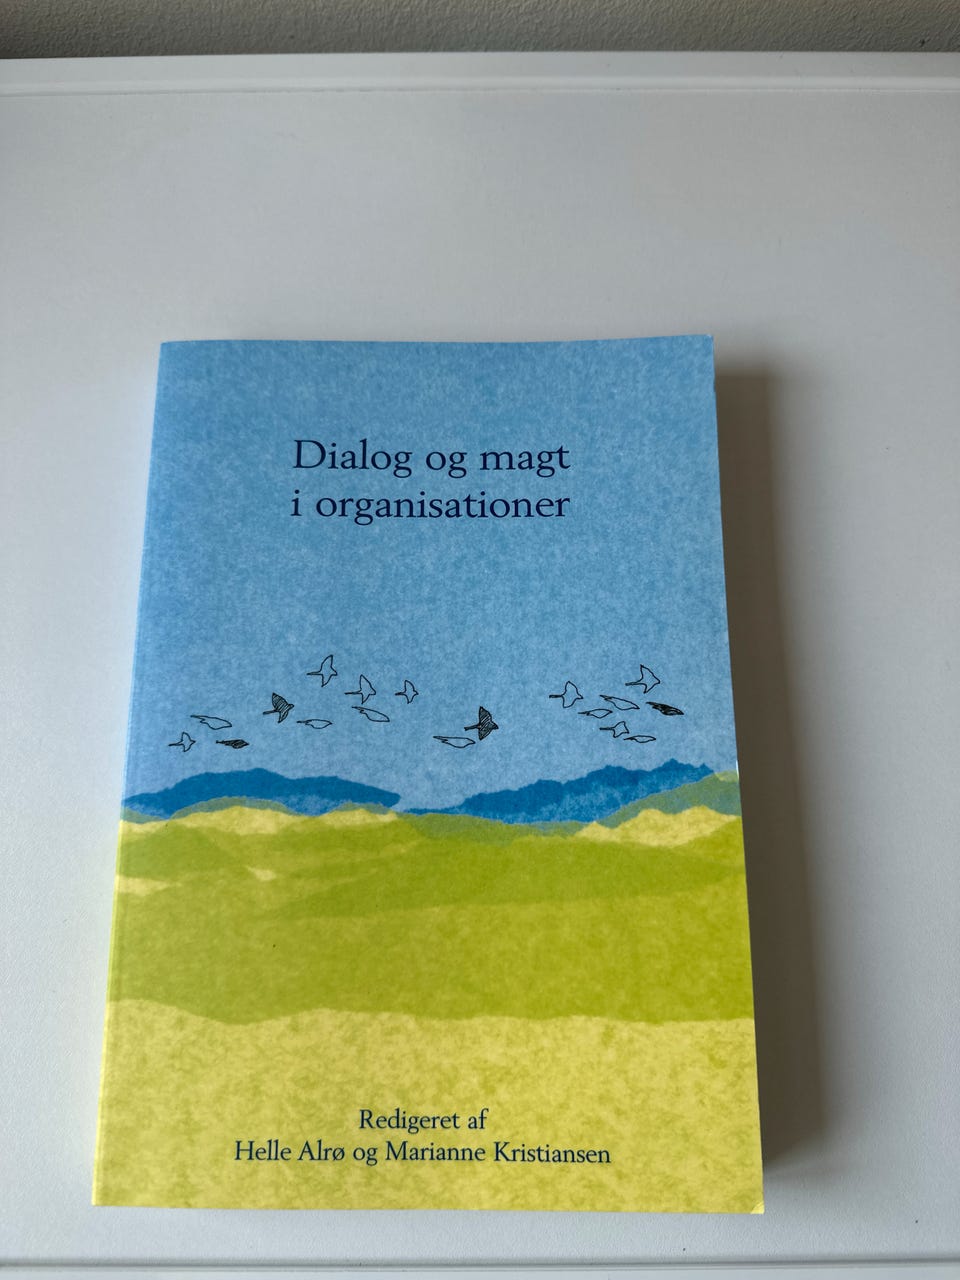 Dialog og magt
i organisationer
Redigeret af
Helle Alrø og Marianne Kristiansen